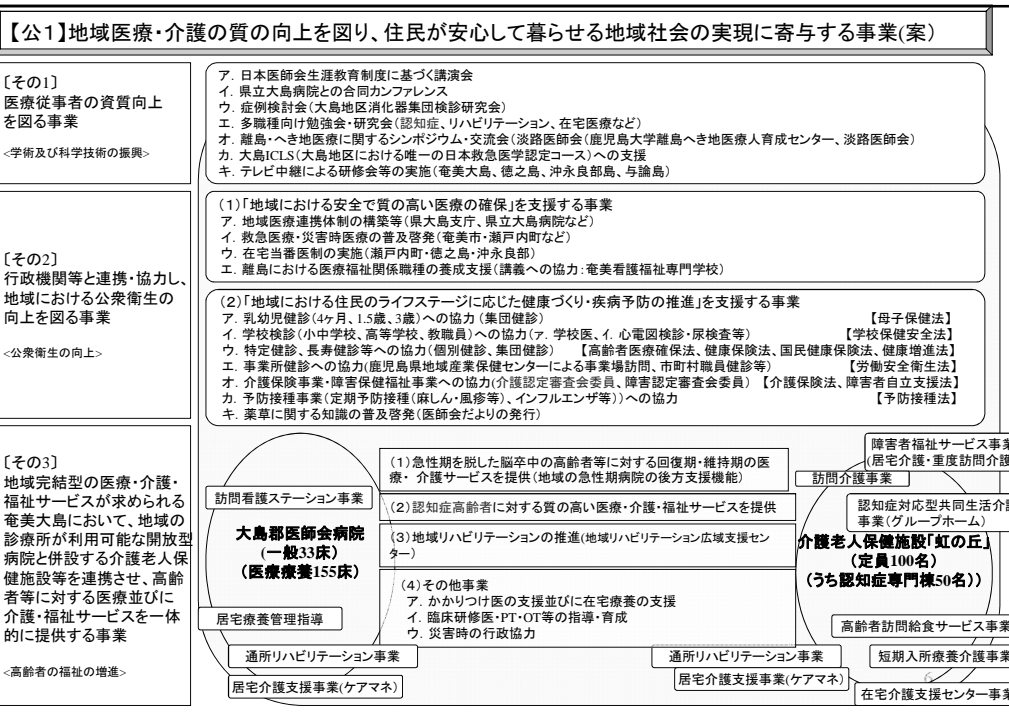 【公1】地域医療・介護の質の向上を図り、住民が安心して暮らせる地域社会の実現に寄与する事業(案)
〔その1〕
医療従事者の資質向上
を図る事業
<学術及び科学技術の振興>
ア. 日本医師会生涯教育制度に基づく講演会
イ. 県立大島病院との合同カンファレンス
ウ. 症例検討会(大島地区消化器集団検診研究会)
エ. 多職種向け勉強会・研究会(認知症、リハビリテーション、在宅医療など)
オ. 離島・へき地医療に関するシンポジウム・交流会(淡路医師会(鹿児島大学離島へき地医療人育成センター、淡路医師会)
カ. 大島ICLS(大島地区における唯一の日本救急医学認定コース)への支援
キ. テレビ中継による研修会等の実施(奄美大島、徳之島、沖永良部島、与論島)
〔その2〕
行政機関等と連携・協力し、
地域における公衆衛生の
向上を図る事業
<公衆衛生の向上>
(1)「地域における安全で質の高い医療の確保」を支援する事業
ア. 地域医療連携体制の構築等(県大島支庁、県立大島病院など)
イ. 救急医療・災害時医療の普及啓発(奄美市・瀬戸内町など)
ウ. 在宅当番医制の実施(瀬戸内町・徳之島・沖永良部)
エ. 離島における医療福祉関係職種の養成支援(講義への協力:奄美看護福祉専門学校)
(2)「地域における住民のライフステージに応じた健康づくり・疾病予防の推進」を支援する事業
ア. 乳幼児健診(4ヶ月、1.5歳、3歳)への協力 (集団健診) 【母子保健法】
イ. 学校検診(小中学校、高等学校、教職員)への協力(ァ. 学校医、ィ. 心電図検診・尿検査等) 【学校保健安全法】
ウ. 特定健診、長寿健診等への協力(個別健診、集団健診) 【高齢者医療確保法、健康保険法、国民健康保険法、健康増進法】
エ. 事業所健診への協力(鹿児島県地域産業保健センターによる事業場訪問、市町村職員健診等) 【労働安全衛生法】
オ. 介護保険事業・障害保健福祉事業への協力(介護認定審査会委員、障害認定審査会委員) 【介護保険法、障害者自立支援法】
カ. 予防接種事業(定期予防接種(麻しん・風疹等)、インフルエンザ等))への協力 【予防接種法】
キ. 薬草に関する知識の普及啓発(医師会だよりの発行)
〔その3〕
地域完結型の医療・介護・
福祉サービスが求められる
奄美大島において、地域の
診療所が利用可能な開放型
病院と併設する介護老人保
健施設等を連携させ、高齢
者等に対する医療並びに
介護・福祉サービスを一体
的に提供する事業
<高齢者の福祉の増進>
訪問看護ステーション事業
大島郡医師会病院
(一般33床)
(医療療養155床)
居宅療養管理指導
通所リハビリテーション事業
居宅介護支援事業(ケアマネ)
(1)急性期を脱した脳卒中の高齢者等に対する回復期・維持期の医
療・ 介護サービスを提供(地域の急性期病院の後方支援機能)
(2)認知症高齢者に対する質の高い医療・介護・福祉サービスを提供
(3)地域リハビリテーションの推進(地域リハビリテーション広域支援セン
ター)
(4)その他事業
ア. かかりつけ医の支援並びに在宅療養の支援
イ. 臨床研修医・PT・OT等の指導・育成
ウ. 災害時の行政協力
障害者福祉サービス事業
(居宅介護・重度訪問介護
訪問介護事業
認知症対応型共同生活介護
事業(グループホーム)
介護老人保健施設「虹の丘」
(定員100名)
(うち認知症専門棟50名))
高齢者訪問給食サービス事業
通所リハビリテーション事業
短期入所療養介護事業
居宅介護支援事業(ケアマネ)
6
在宅介護支援センター事業